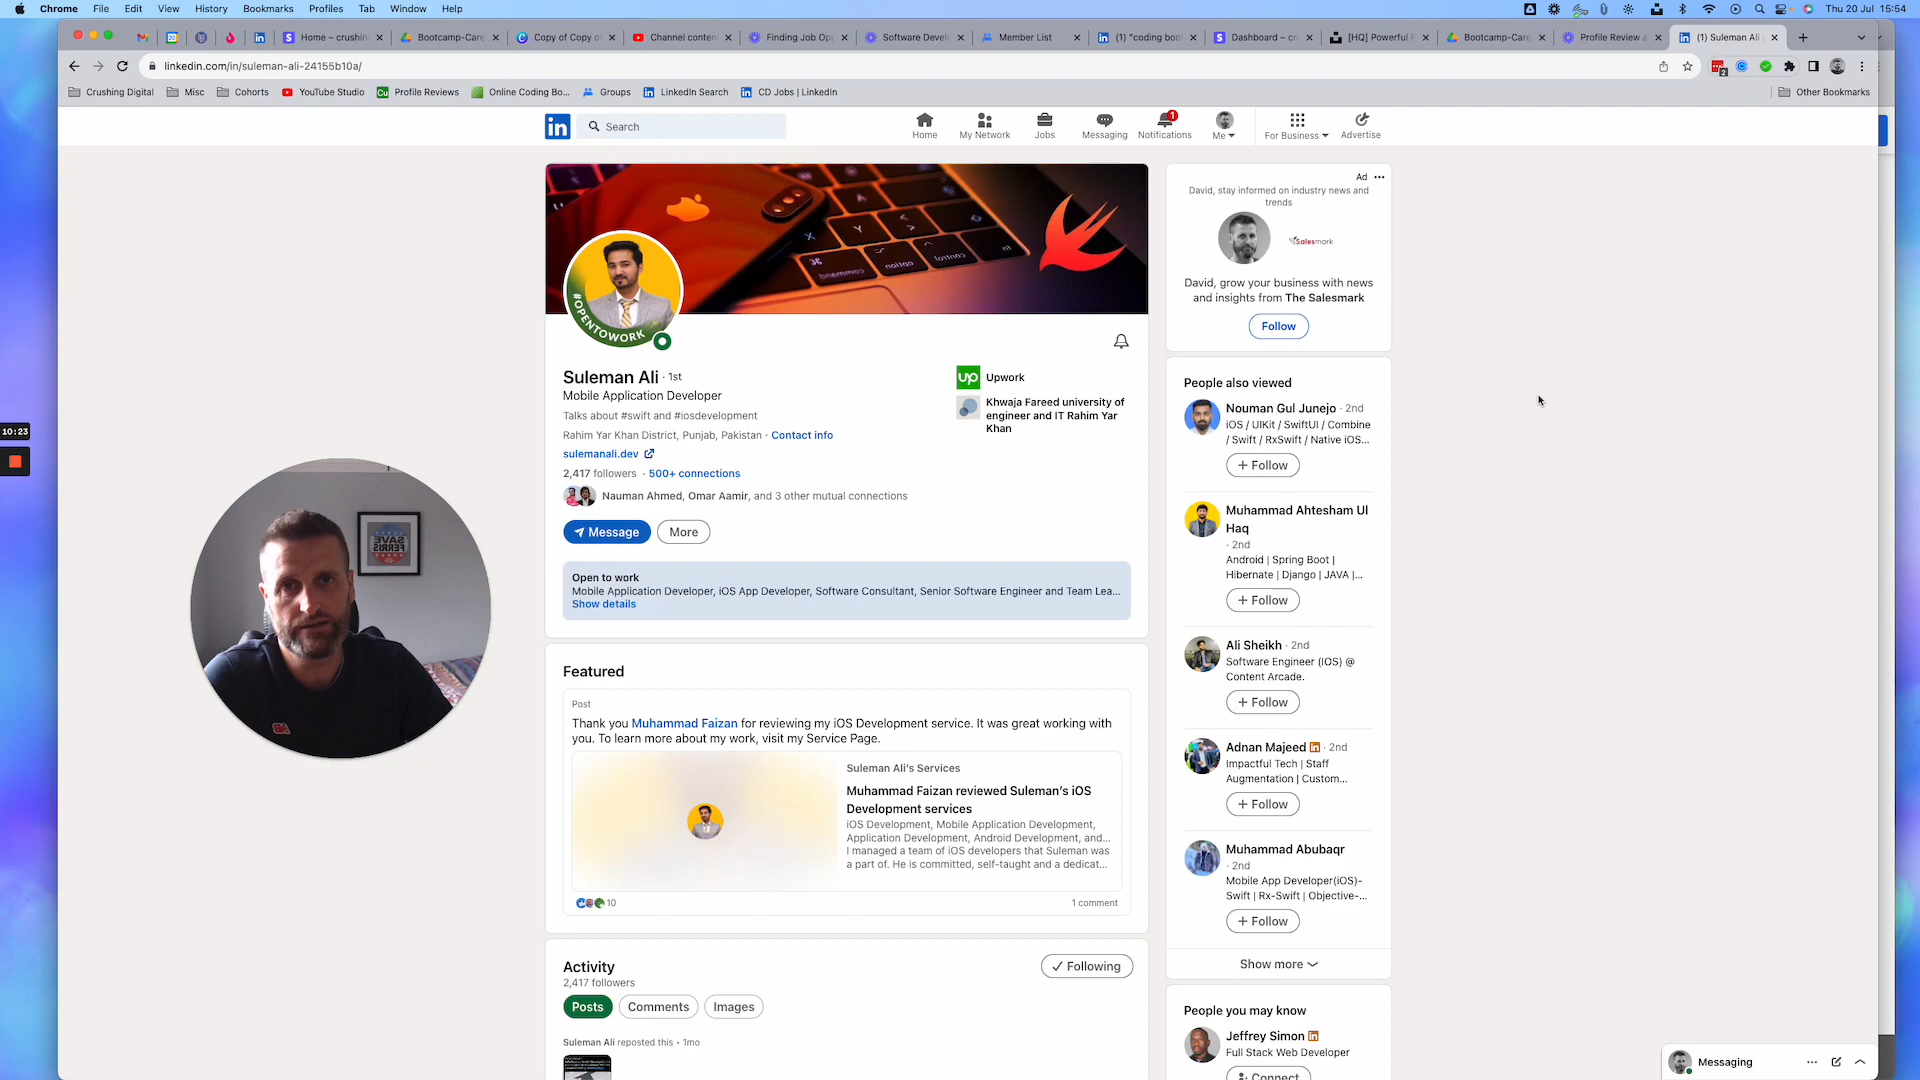 Chrome File Edit View History Bookmarks Profiles Tab Window Help
Thu 20 Jul 15:54
Home – crushin
Bootcamp-Care
Copy of Copy o
Channel conten
Finding Job Op
Software Devel
Member List
(1) "coding boo
Dashboard – cr
[HQ] Powerful P
Bootcamp-Care
Profile Review a
(1) Suleman Ali
linkedin.com/in/suleman-ali-24155b10a/
Crushing Digital
Misc
Cohorts
YouTube Studio
Profile Reviews
Online Coding Bo...
Groups
LinkedIn Search
CD Jobs | LinkedIn
Other Bookmarks
in
Search
Home
My Network
Jobs
Messaging
1
Notifications
Me
For Business
Advertise
#OPENTOWORK
Suleman Ali · 1st
Mobile Application Developer
Talks about #swift and #iosdevelopment
Rahim Yar Khan District, Punjab, Pakistan · Contact info
sulemanali.dev
2,417 followers · 500+ connections
Nauman Ahmed, Omar Aamir, and 3 other mutual connections
Message
More
up Upwork
Khwaja Fareed university of
engineer and IT Rahim Yar
Khan
Open to work
Mobile Application Developer, iOS App Developer, Software Consultant, Senior Software Engineer and Team Lea...
Show details
Featured
Post
Thank you Muhammad Faizan for reviewing my iOS Development service. It was great working with
you. To learn more about my work, visit my Service Page.
Suleman Ali's Services
Muhammad Faizan reviewed Suleman's iOS
Development services
iOS Development, Mobile Application Development,
Application Development, Android Development, and...
I managed a team of iOS developers that Suleman was
a part of. He is committed, self-taught and a dedicat...
10
1 comment
Activity
2,417 followers
Following
Posts
Comments
Images
Suleman Ali reposted this • 1mo
Ad
David, stay informed on industry news and
trends
Salesmark
David, grow your business with news
and insights from The Salesmark
Follow
People also viewed
Nouman Gul Junejo · 2nd
iOS / UIKit / SwiftUI / Combine
/ Swift / RxSwift / Native iOS...
+ Follow
Muhammad Ahtesham Ul
Haq
· 2nd
Android | Spring Boot |
Hibernate | Django | JAVA |...
+ Follow
Ali Sheikh · 2nd
Software Engineer (IOS) @
Content Arcade.
+ Follow
Adnan Majeed · 2nd
Impactful Tech | Staff
Augmentation | Custom...
+ Follow
Muhammad Abubaqr
· 2nd
Mobile App Developer(iOS)-
Swift | Rx-Swift | Objective-...
+ Follow
Show more
People you may know
Jeffrey Simon
Full Stack Web Developer
Connect
Messaging
10:23
SAVE
FERRIS